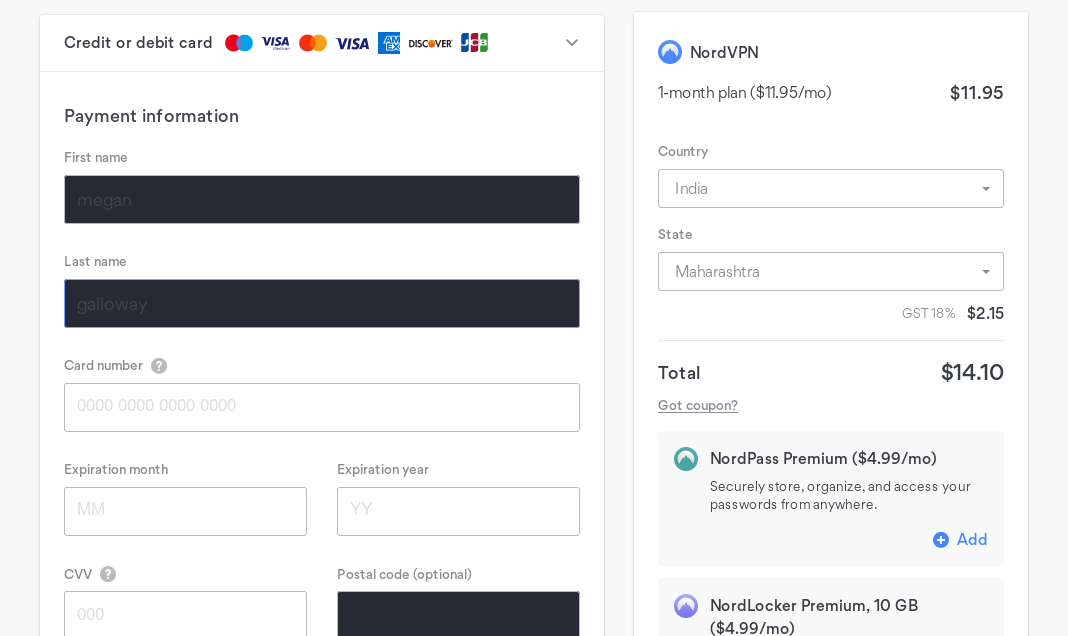 Credit or debit card VISA Electron VISA AM EX DISCOVER JCB
Payment information
First name
megan
Last name
galloway
Card number ?
0000 0000 0000 0000
Expiration month Expiration year
MM YY
CVV ? Postal code (optional)
000
NordVPN
1-month plan ($11.95/mo) $11.95
Country
India
State
Maharashtra
GST 18% $2.15
Total $14.10
Got coupon?
NordPass Premium ($4.99/mo)
Securely store, organize, and access your
passwords from anywhere.
Add
NordLocker Premium, 10 GB
($4.99/mo)